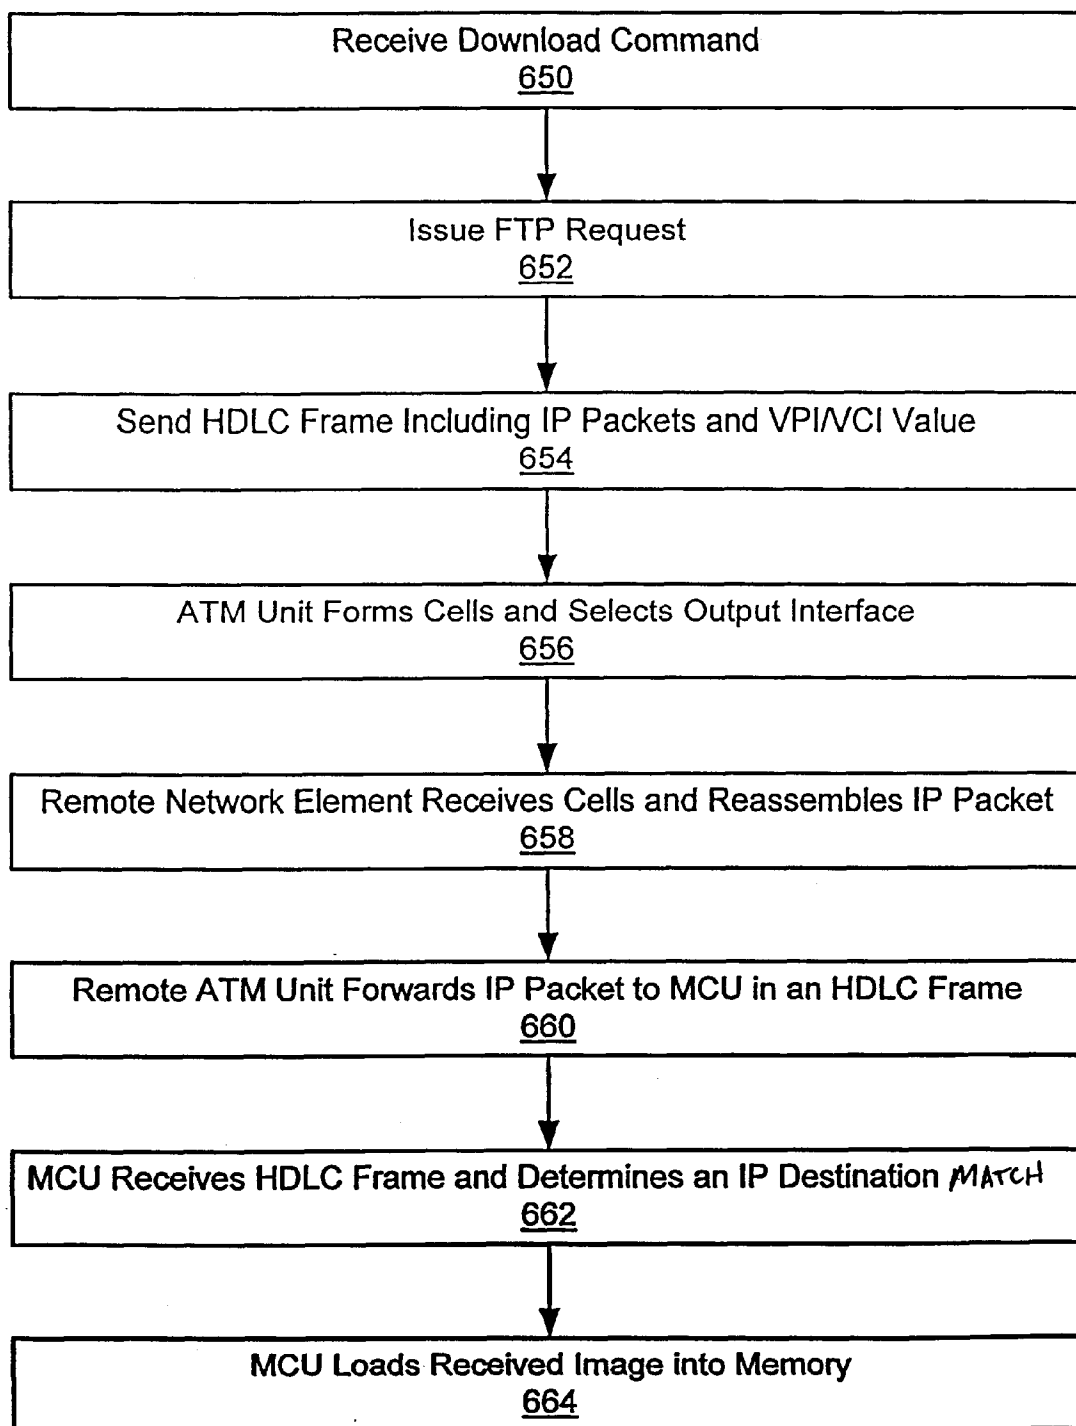 Receive Download Command
650
Issue FTP Request
652
Send HDLC Frame Including IP Packets and VPI/VCI Value
654
ATM Unit Forms Cells and Selects Output Interface
656
Remote Network Element Receives Cells and Reassembles IP Packet
658
Remote ATM Unit Forwards IP Packet to MCU in an HDLC Frame
660
MCU Receives HDLC Frame and Determines an IP Destination MATCH
662
MCU Loads Received Image into Memory
664